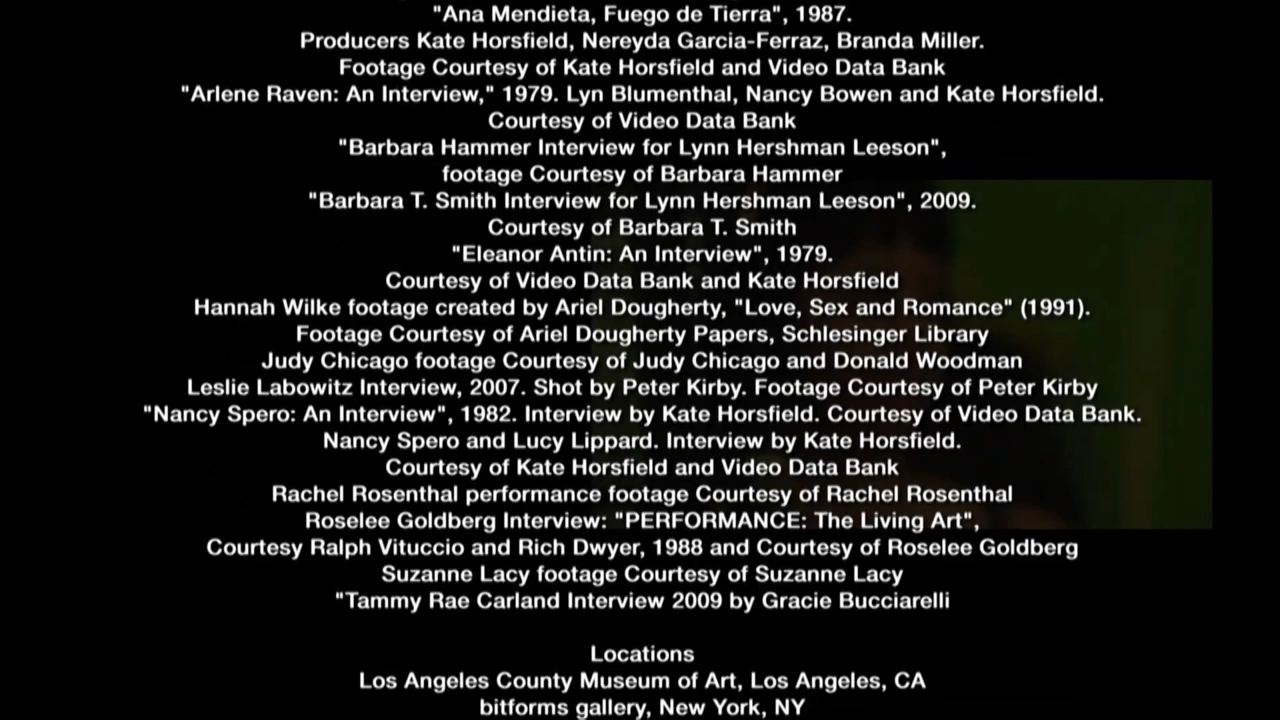 "Ana Mendieta, Fuego de Tierra", 1987.
Producers Kate Horsfield, Nereyda Garcia-Ferraz, Branda Miller.
Footage Courtesy of Kate Horsfield and Video Data Bank
"Arlene Raven: An Interview," 1979. Lyn Blumenthal, Nancy Bowen and Kate Horsfield.
Courtesy of Video Data Bank
"Barbara Hammer Interview for Lynn Hershman Leeson",
footage Courtesy of Barbara Hammer
"Barbara T. Smith Interview for Lynn Hershman Leeson", 2009.
Courtesy of Barbara T. Smith
"Eleanor Antin: An Interview", 1979.
Courtesy of Video Data Bank and Kate Horsfield
Hannah Wilke footage created by Ariel Dougherty, "Love, Sex and Romance" (1991).
Footage Courtesy of Ariel Dougherty Papers, Schlesinger Library
Judy Chicago footage Courtesy of Judy Chicago and Donald Woodman
Leslie Labowitz Interview, 2007. Shot by Peter Kirby. Footage Courtesy of Peter Kirby
"Nancy Spero: An Interview", 1982. Interview by Kate Horsfield. Courtesy of Video Data Bank.
Nancy Spero and Lucy Lippard. Interview by Kate Horsfield.
Courtesy of Kate Horsfield and Video Data Bank
Rachel Rosenthal performance footage Courtesy of Rachel Rosenthal
Roselee Goldberg Interview: "PERFORMANCE: The Living Art",
Courtesy Ralph Vituccio and Rich Dwyer, 1988 and Courtesy of Roselee Goldberg
Suzanne Lacy footage Courtesy of Suzanne Lacy
"Tammy Rae Carland Interview 2009 by Gracie Bucciarelli
Locations
Los Angeles County Museum of Art, Los Angeles, CA
bitforms gallery, New York, NY